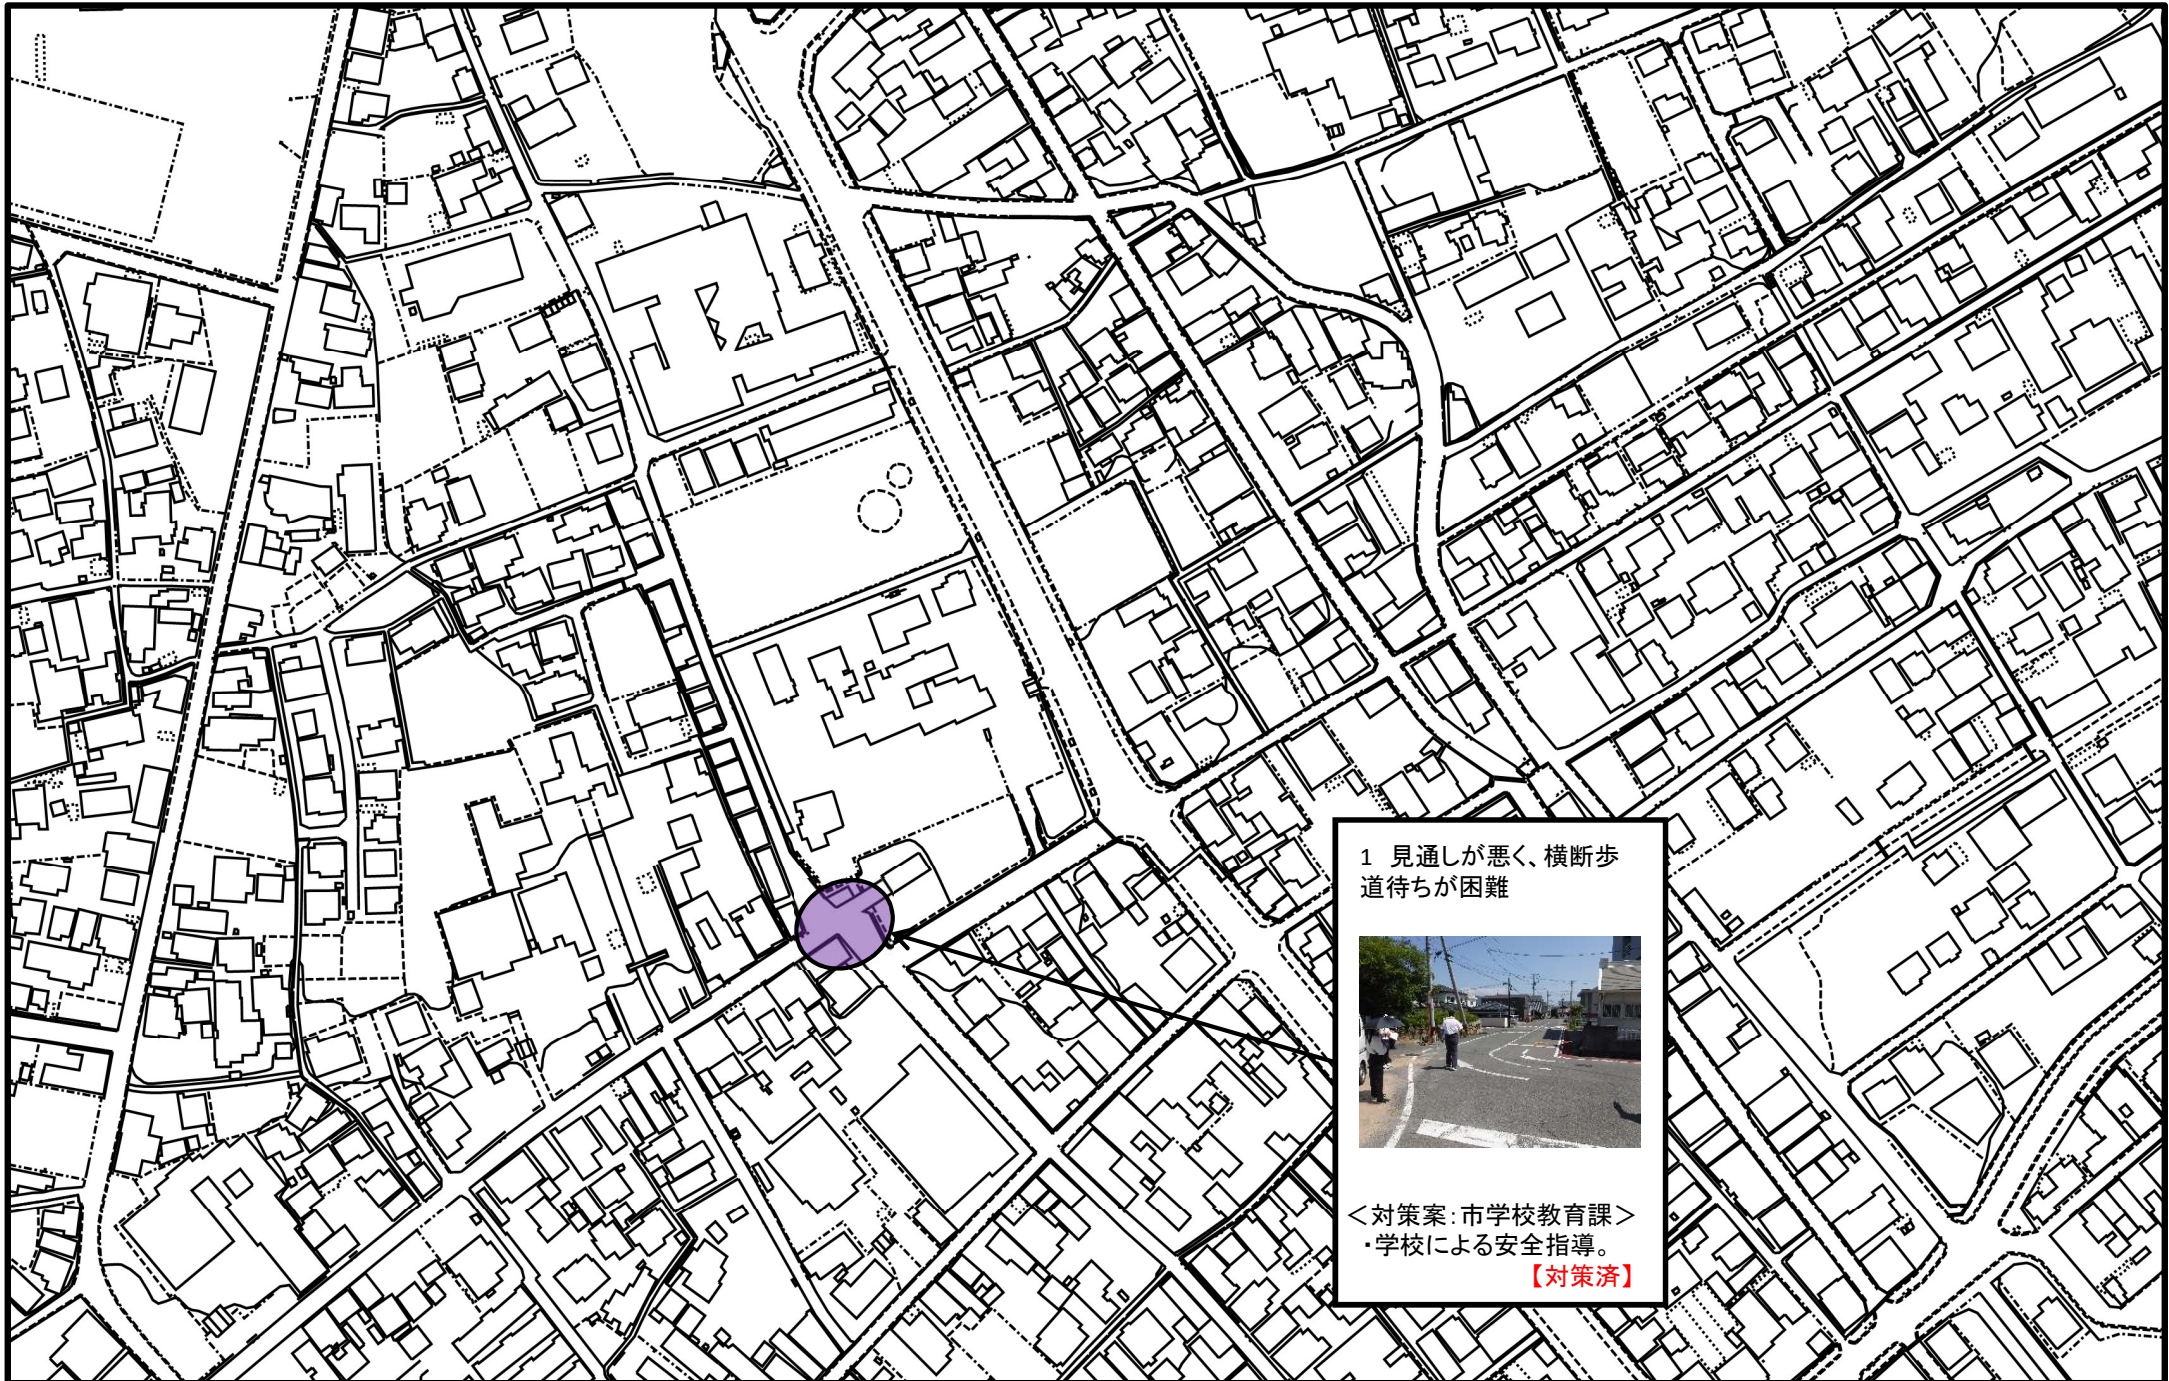 1 見通しが悪く、横断歩
道待ちが困難
＜対策案:市学校教育課＞
・学校による安全指導。
【対策済】